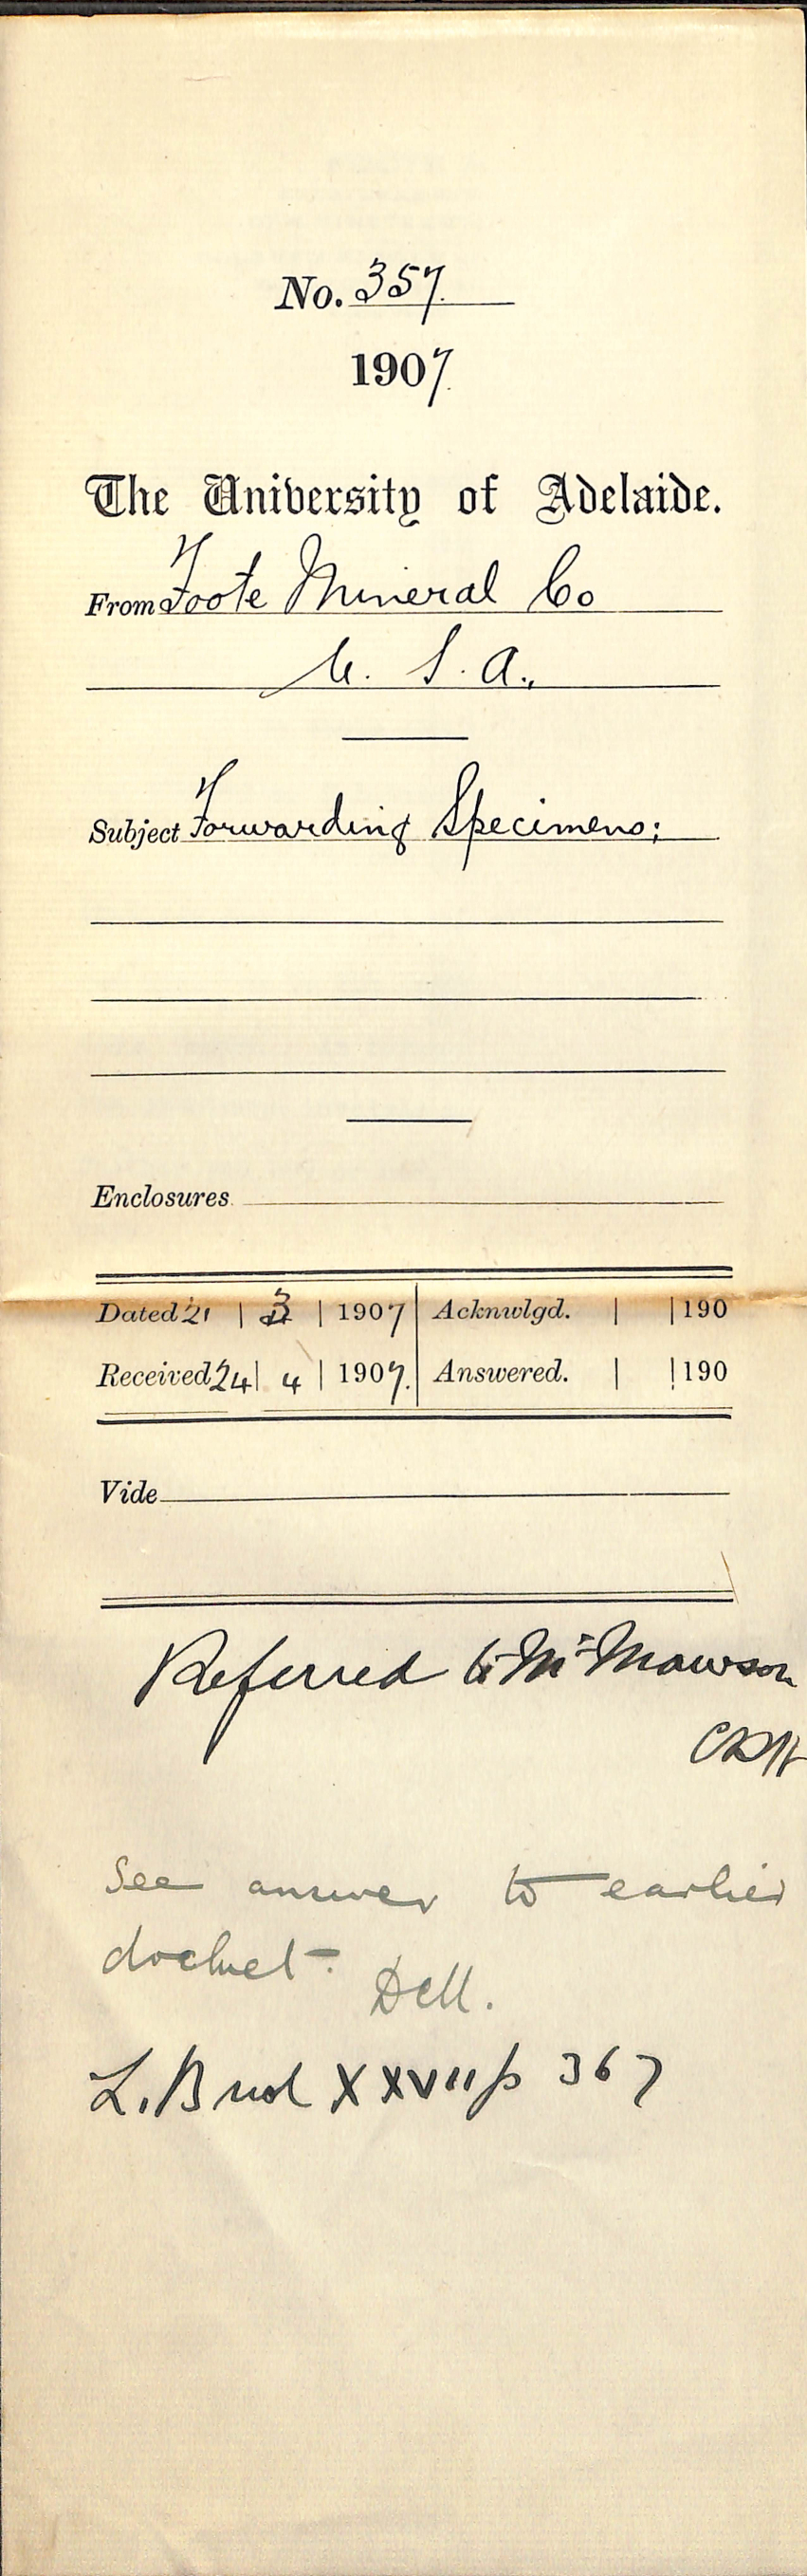 No. 357.
1907.
The University of Adelaide.
From Foote Mineral Co
U. S. A.,
Subject Forwarding Specimens;
Enclosures
Dated 21 | 3 | 1907 | Acknwlgd. | | 190
Received 24 | 4 | 1907. | Answered. | | 190
Vide
Referred to Mr Mawson
See answer to earlier
docket. DM.
L. B vol XXVII p 367